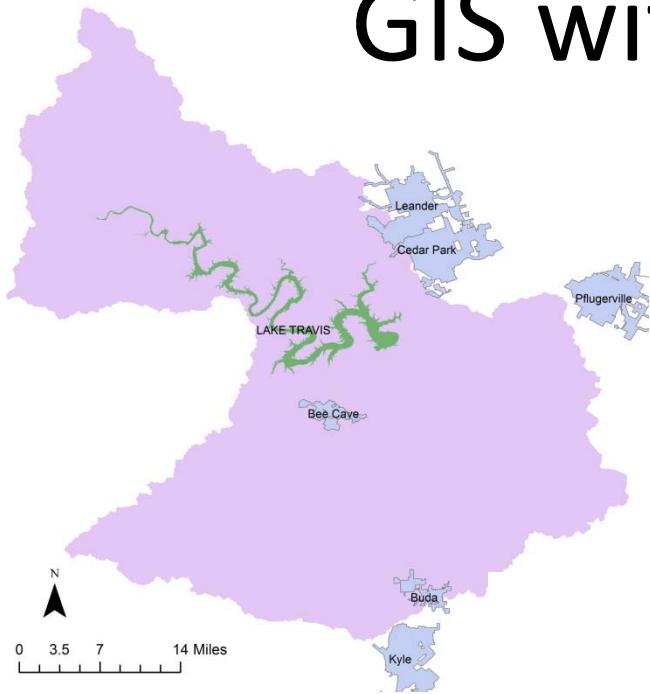 GIS wi
Leander
Cedar Park
Pflugerville
LAKE TRAVIS
Bee Cave
N
Buda
0 3.5 7 14 Miles
Kyle